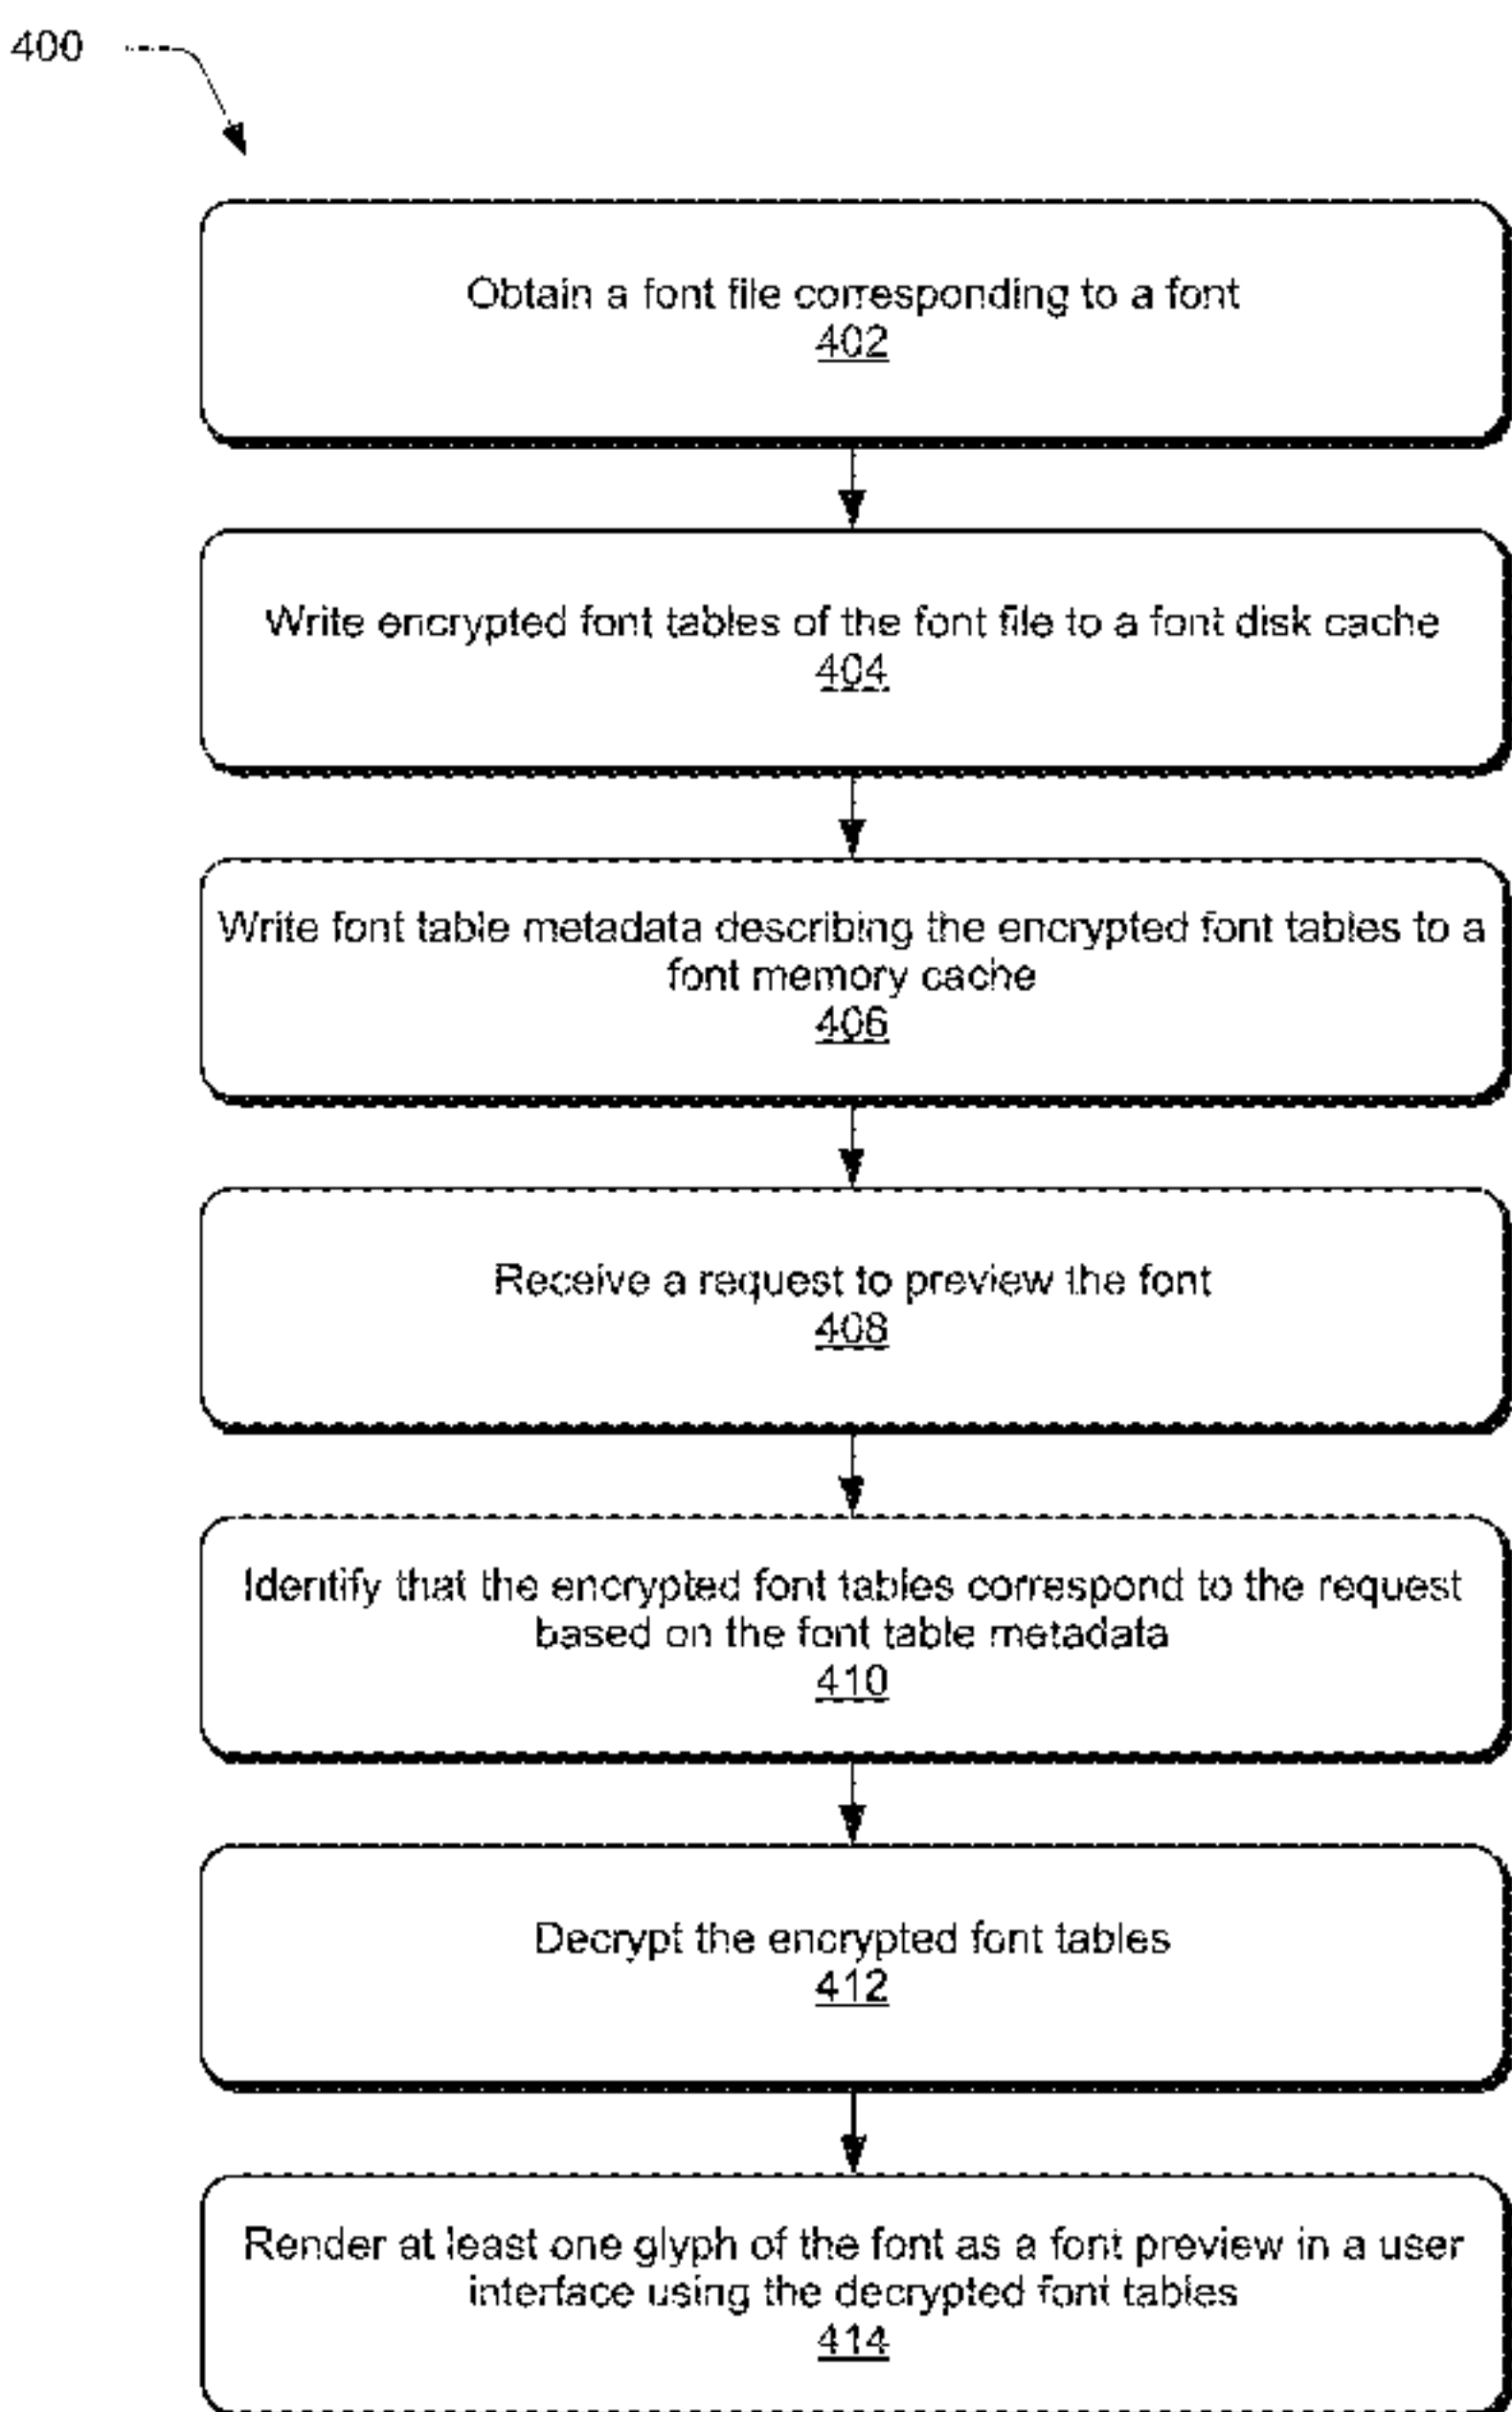 400
Obtain a font file corresponding to a font
402
Write encrypted font tables of the font file to a font disk cache
404
Write font table metadata describing the encrypted font tables to a
font memory cache
406
Receive a request to preview the font
408
Identify that the encrypted font tables correspond to the request
based on the font table metadata
410
Decrypt the encrypted font tables
412
Render at least one glyph of the font as a font preview in a user
interface using the decrypted font tables
414